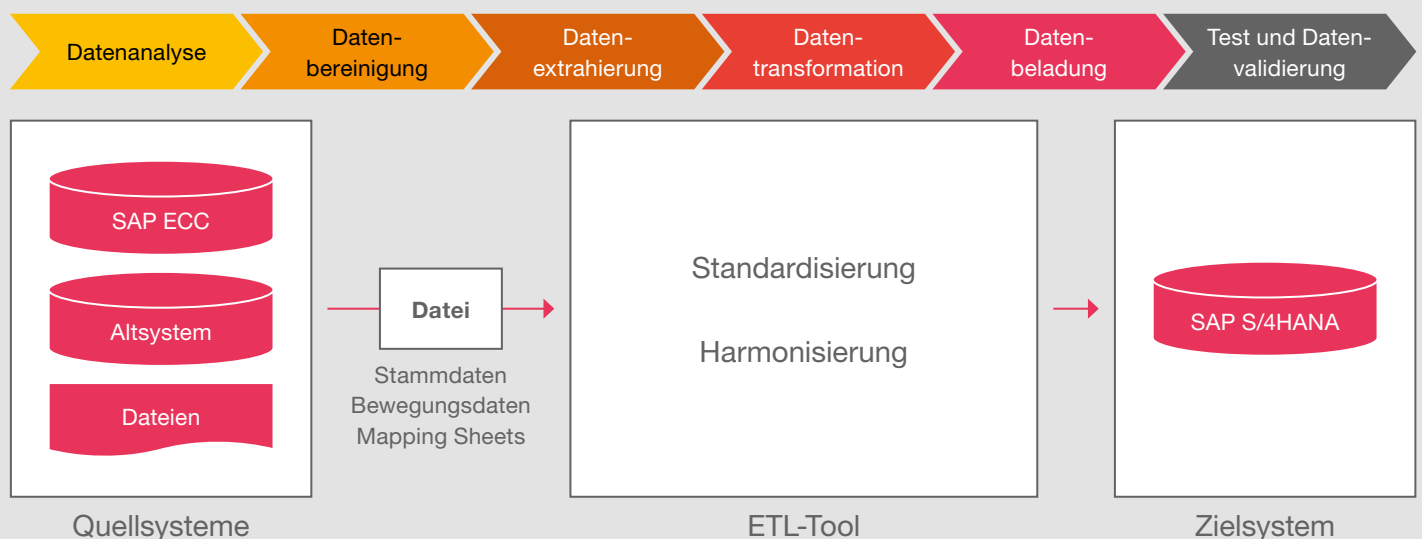 Datenanalyse
Daten-
bereinigung
Daten-
extrahierung
Daten-
transformation
Daten-
beladung
Test und Daten-
validierung
SAP ECC
Altsystem
Dateien
Quellsysteme
Datei
Stammdaten
Bewegungsdaten
Mapping Sheets
Standardisierung
Harmonisierung
ETL-Tool
SAP S/4HANA
Zielsystem